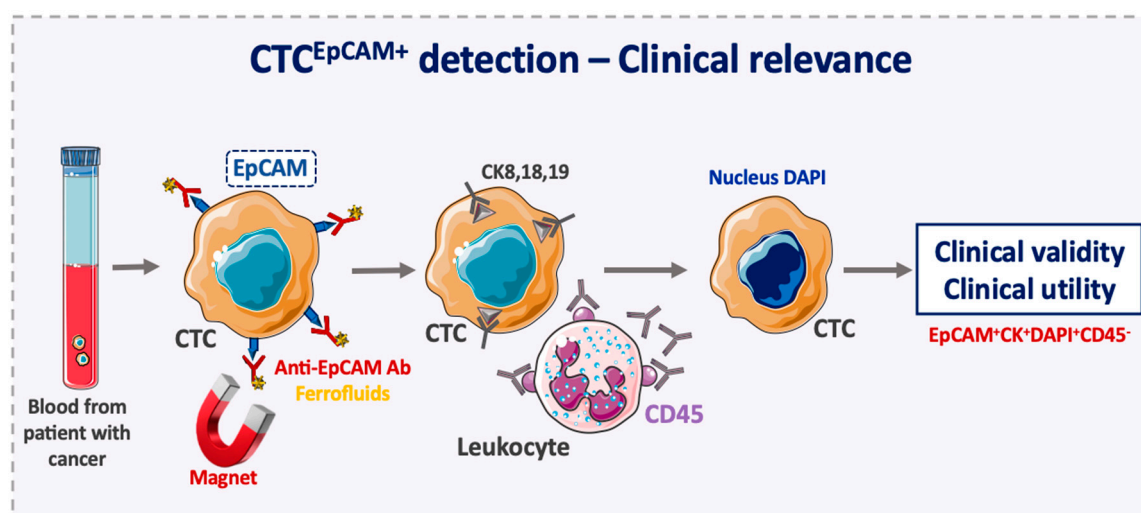 CTCEpCAM+ detection – Clinical relevance
EpCAM
CTC
Anti-EpCAM Ab
Ferrofluids
Magnet
Blood from
patient with
cancer
CK8,18,19
CTC
Leukocyte
CD45
Nucleus DAPI
CTC
Clinical validity
Clinical utility
EpCAM+CK+DAPI+CD45-